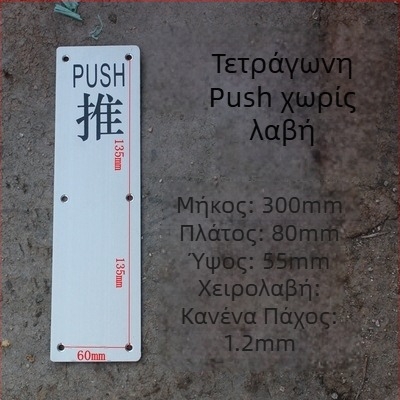 PUSH
推
135mm
135mm
60mm
Τετράγωνη
Push χωρίς
λαβή
Μήκος: 300mm
Πλάτος: 80mm
Ύψος: 55mm
Χειρολαβή:
Κανένα Πάχος:
1.2mm